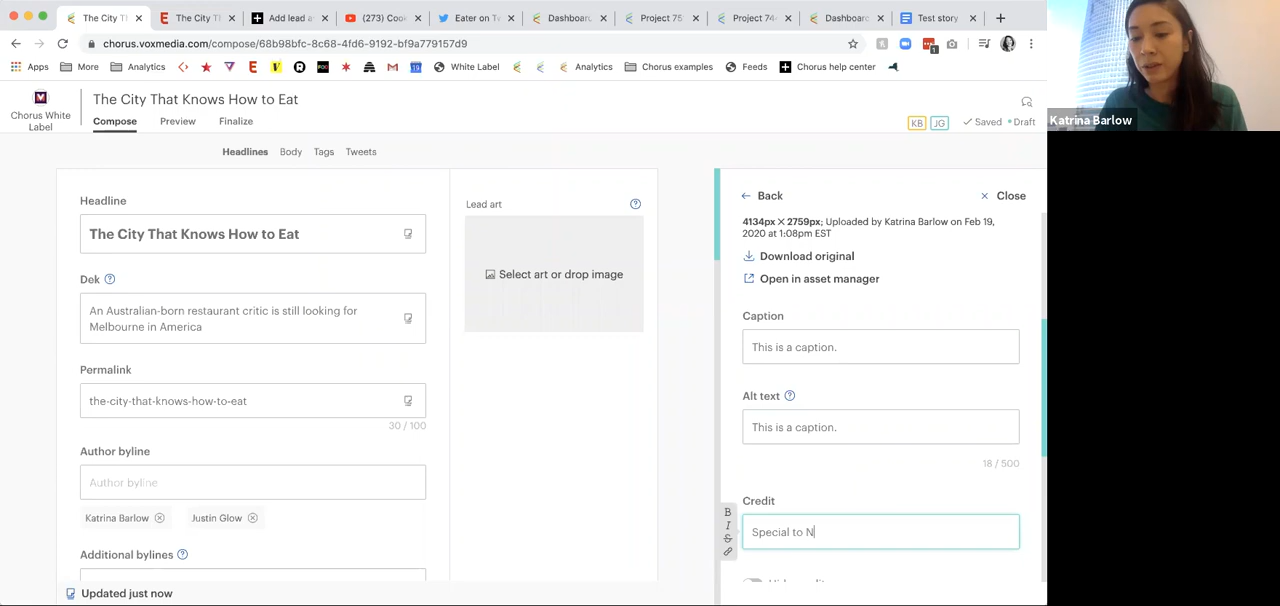 The City T
The City Th
Add lead a
(273) Coo
Eater on T
Dashboar
Project 75
Project 74
Dashboar
Test story
chorus.voxmedia.com/compose/68b98bfc-8c68-4fd6-9192-bf9a779157d9
1
Apps
More
Analytics
White Label
Analytics
Chorus examples
Feeds
Chorus help center
Chorus White
Label
The City That Knows How to Eat
Compose
Preview
Finalize
KB
JG
Saved
Draft
Katrina Barlow
Headlines
Body
Tags
Tweets
Headline
The City That Knows How to Eat
Dek
An Australian-born restaurant critic is still looking for
Melbourne in America
Permalink
the-city-that-knows-how-to-eat
30 / 100
Author byline
Author byline
Katrina Barlow
Justin Glow
Additional bylines
Updated just now
Lead art
Select art or drop image
Back
Close
4134px X 2759px; Uploaded by Katrina Barlow on Feb 19,
2020 at 1:08pm EST
Download original
Open in asset manager
Caption
This is a caption.
Alt text
This is a caption.
18 / 500
Credit
B
I
S
Special to N